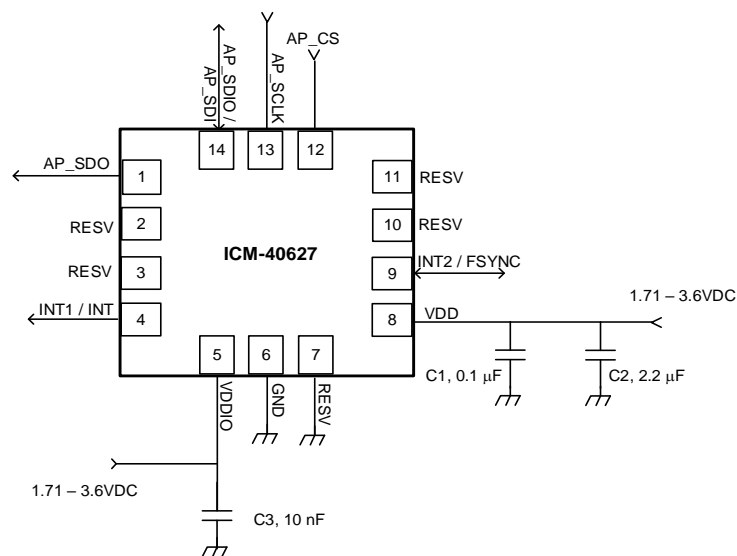 AP_SDIO /
AP_SDI
AP_SCLK
AP_CS
14
13
12
AP_SDO
1
11
RESV
RESV
2
10
RESV
ICM-40627
RESV
3
9
INT2 / FSYNC
INT1 / INT
4
8
VDD
1.71 – 3.6VDC
5
6
7
C1, 0.1 µF
C2, 2.2 µF
VDDIO
GND
RESV
1.71 – 3.6VDC
C3, 10 nF